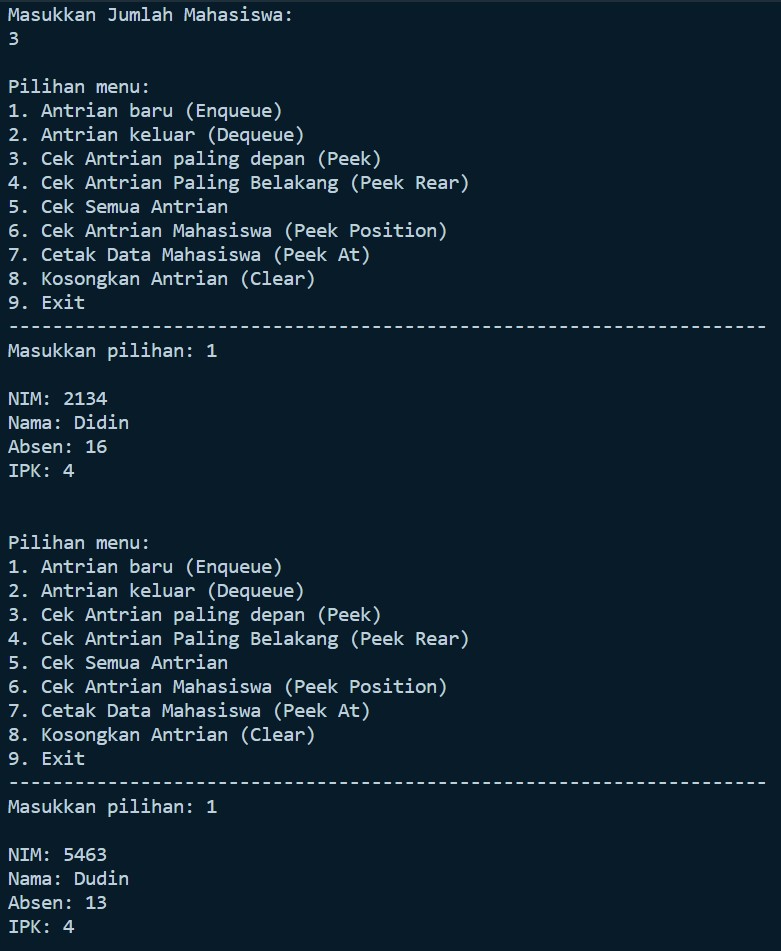 Masukkan Jumlah Mahasiswa:
3
Pilihan menu:
1. Antrian baru (Enqueue)
2. Antrian keluar (Dequeue)
3. Cek Antrian paling depan (Peek)
4. Cek Antrian Paling Belakang (Peek Rear)
5. Cek Semua Antrian
6. Cek Antrian Mahasiswa (Peek Position)
7. Cetak Data Mahasiswa (Peek At)
8. Kosongkan Antrian (Clear)
9. Exit
---------------------------------------------------------------------
Masukkan pilihan: 1
NIM: 2134
Nama: Didin
Absen: 16
IPK: 4
Pilihan menu:
1. Antrian baru (Enqueue)
2. Antrian keluar (Dequeue)
3. Cek Antrian paling depan (Peek)
4. Cek Antrian Paling Belakang (Peek Rear)
5. Cek Semua Antrian
6. Cek Antrian Mahasiswa (Peek Position)
7. Cetak Data Mahasiswa (Peek At)
8. Kosongkan Antrian (Clear)
9. Exit
---------------------------------------------------------------------
Masukkan pilihan: 1
NIM: 5463
Nama: Dudin
Absen: 13
IPK: 4